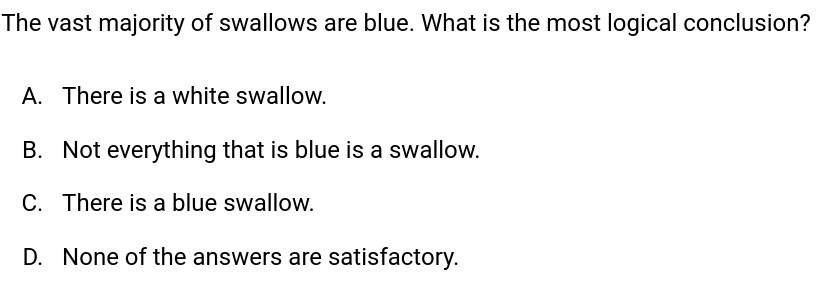 The vast majority of swallows are blue. What is the most logical conclusion?
A. There is a white swallow.
B. Not everything that is blue is a swallow.
C. There is a blue swallow.
D. None of the answers are satisfactory.